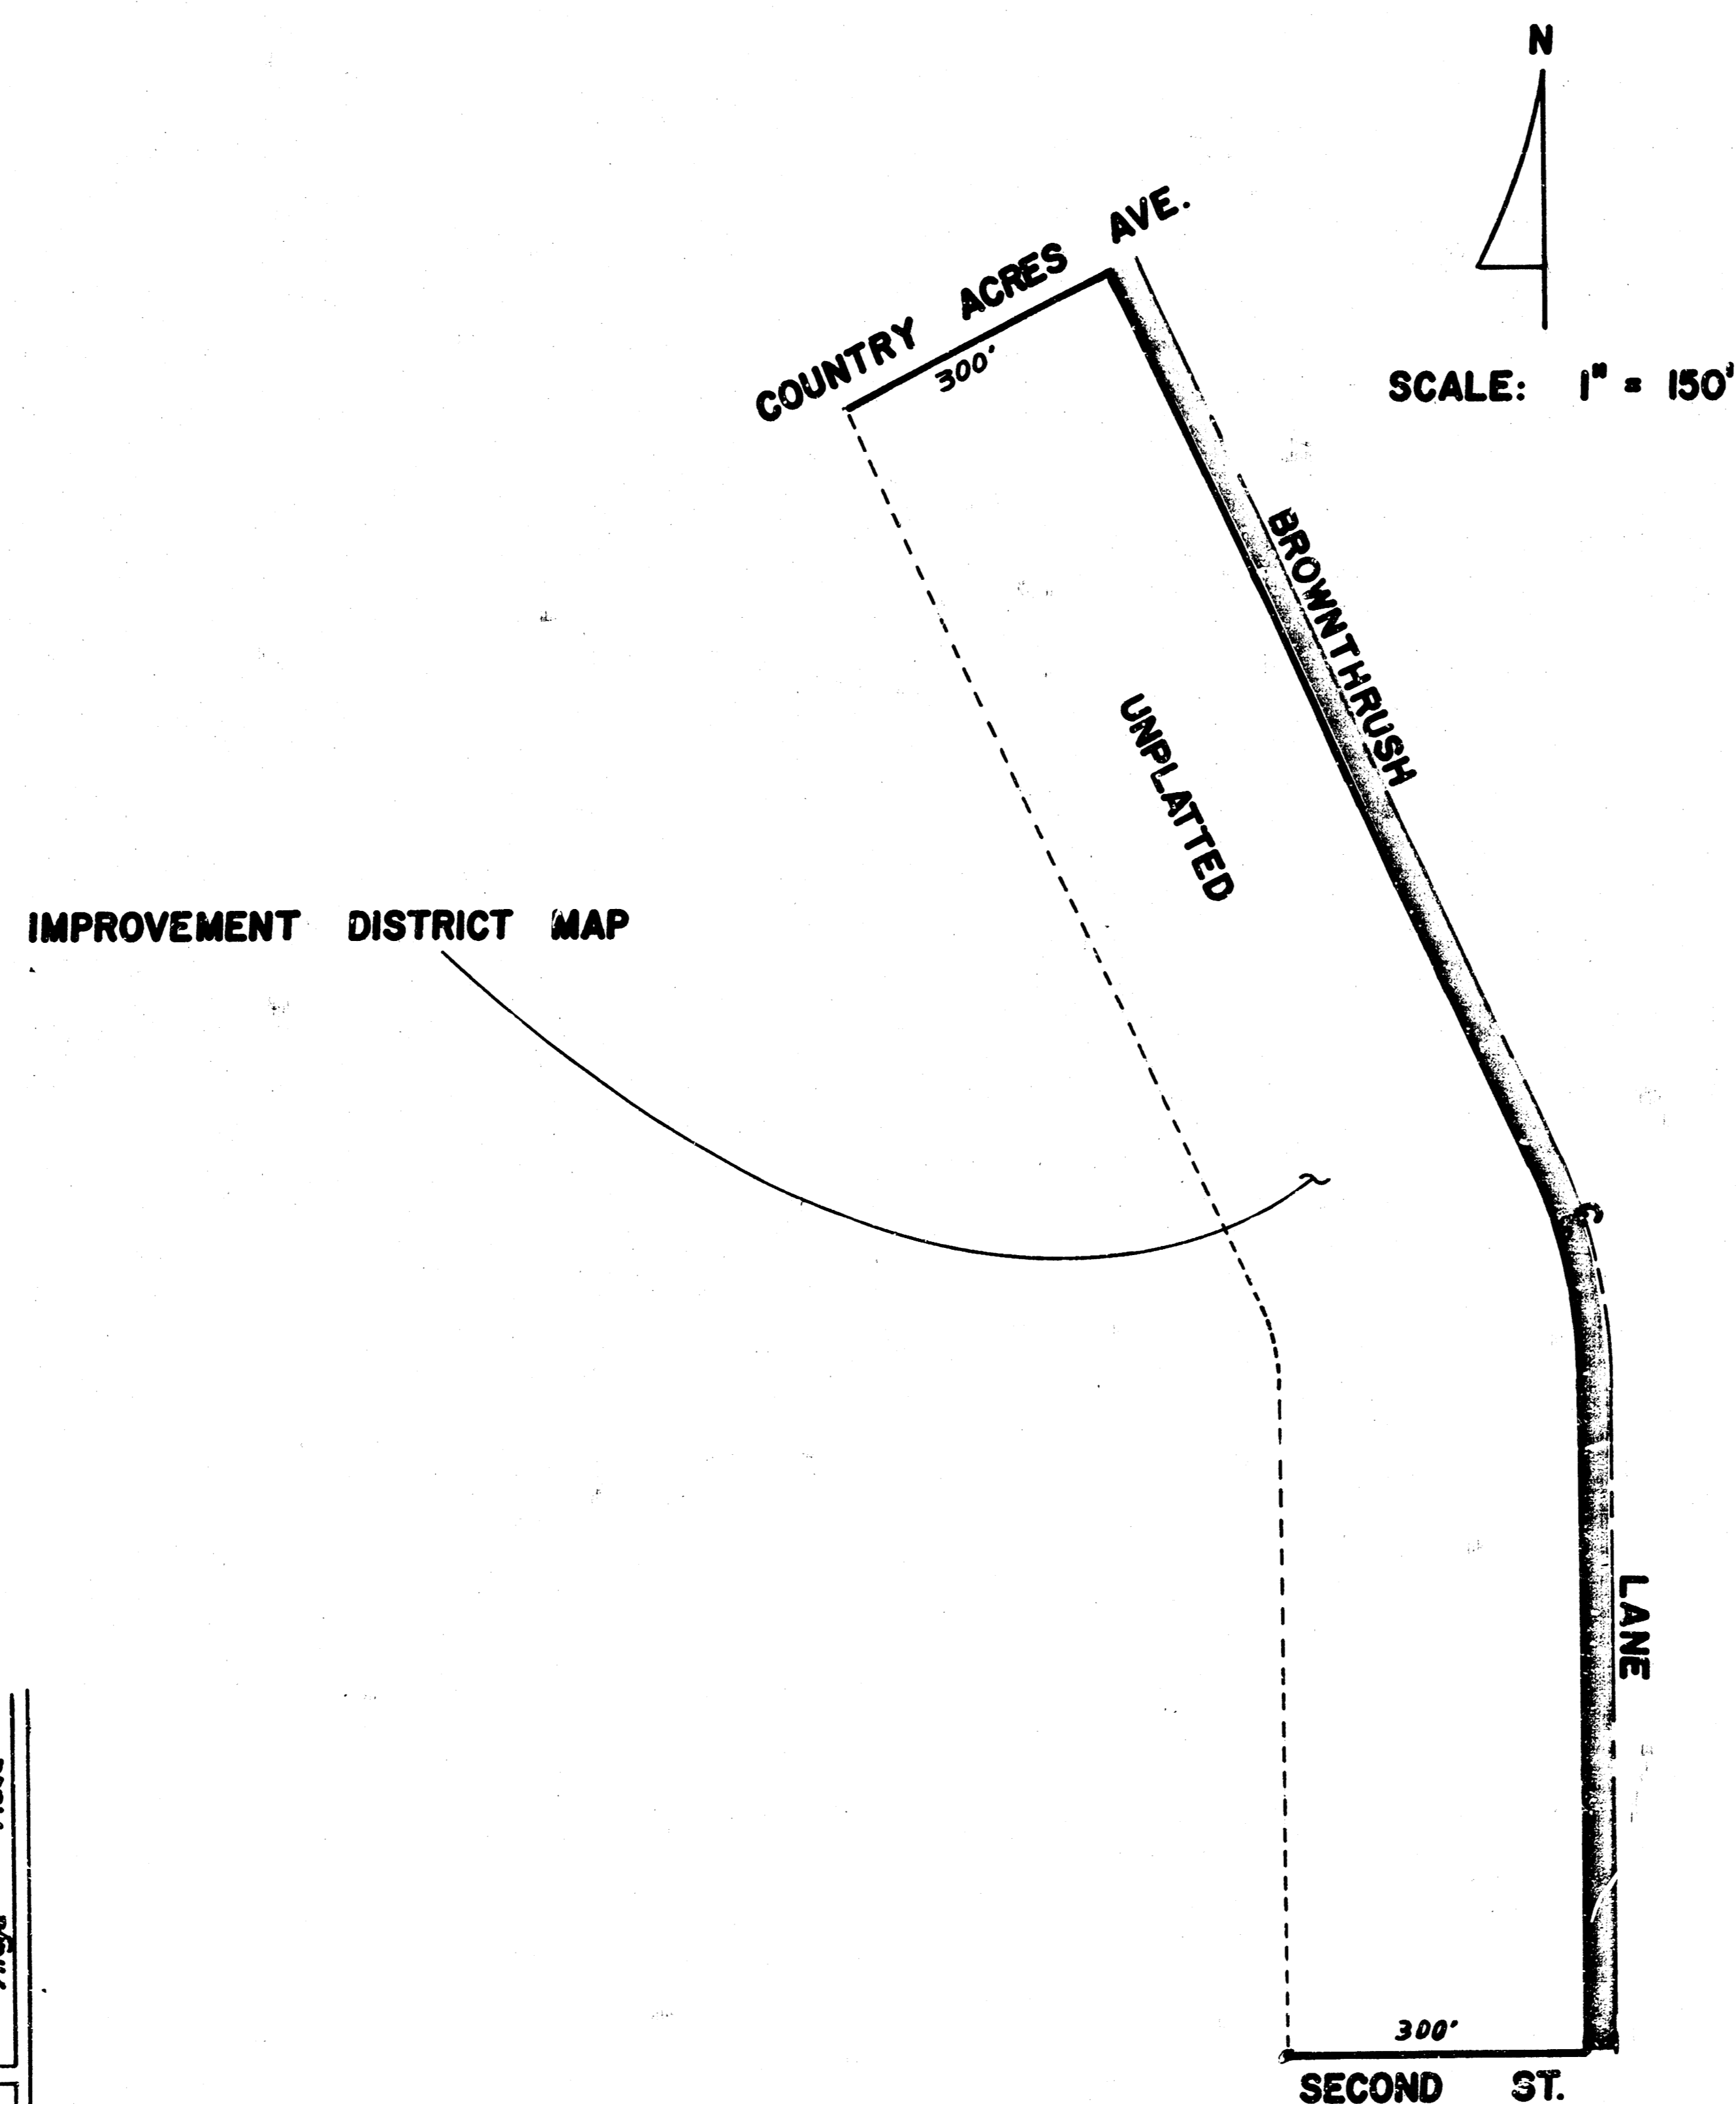 N
SCALE: 1" = 150'
COUNTRY ACRES AVE.
300'
BROWNTHRUSH
UNPLATTED
IMPROVEMENT DISTRICT MAP
LANE
300'
SECOND ST.